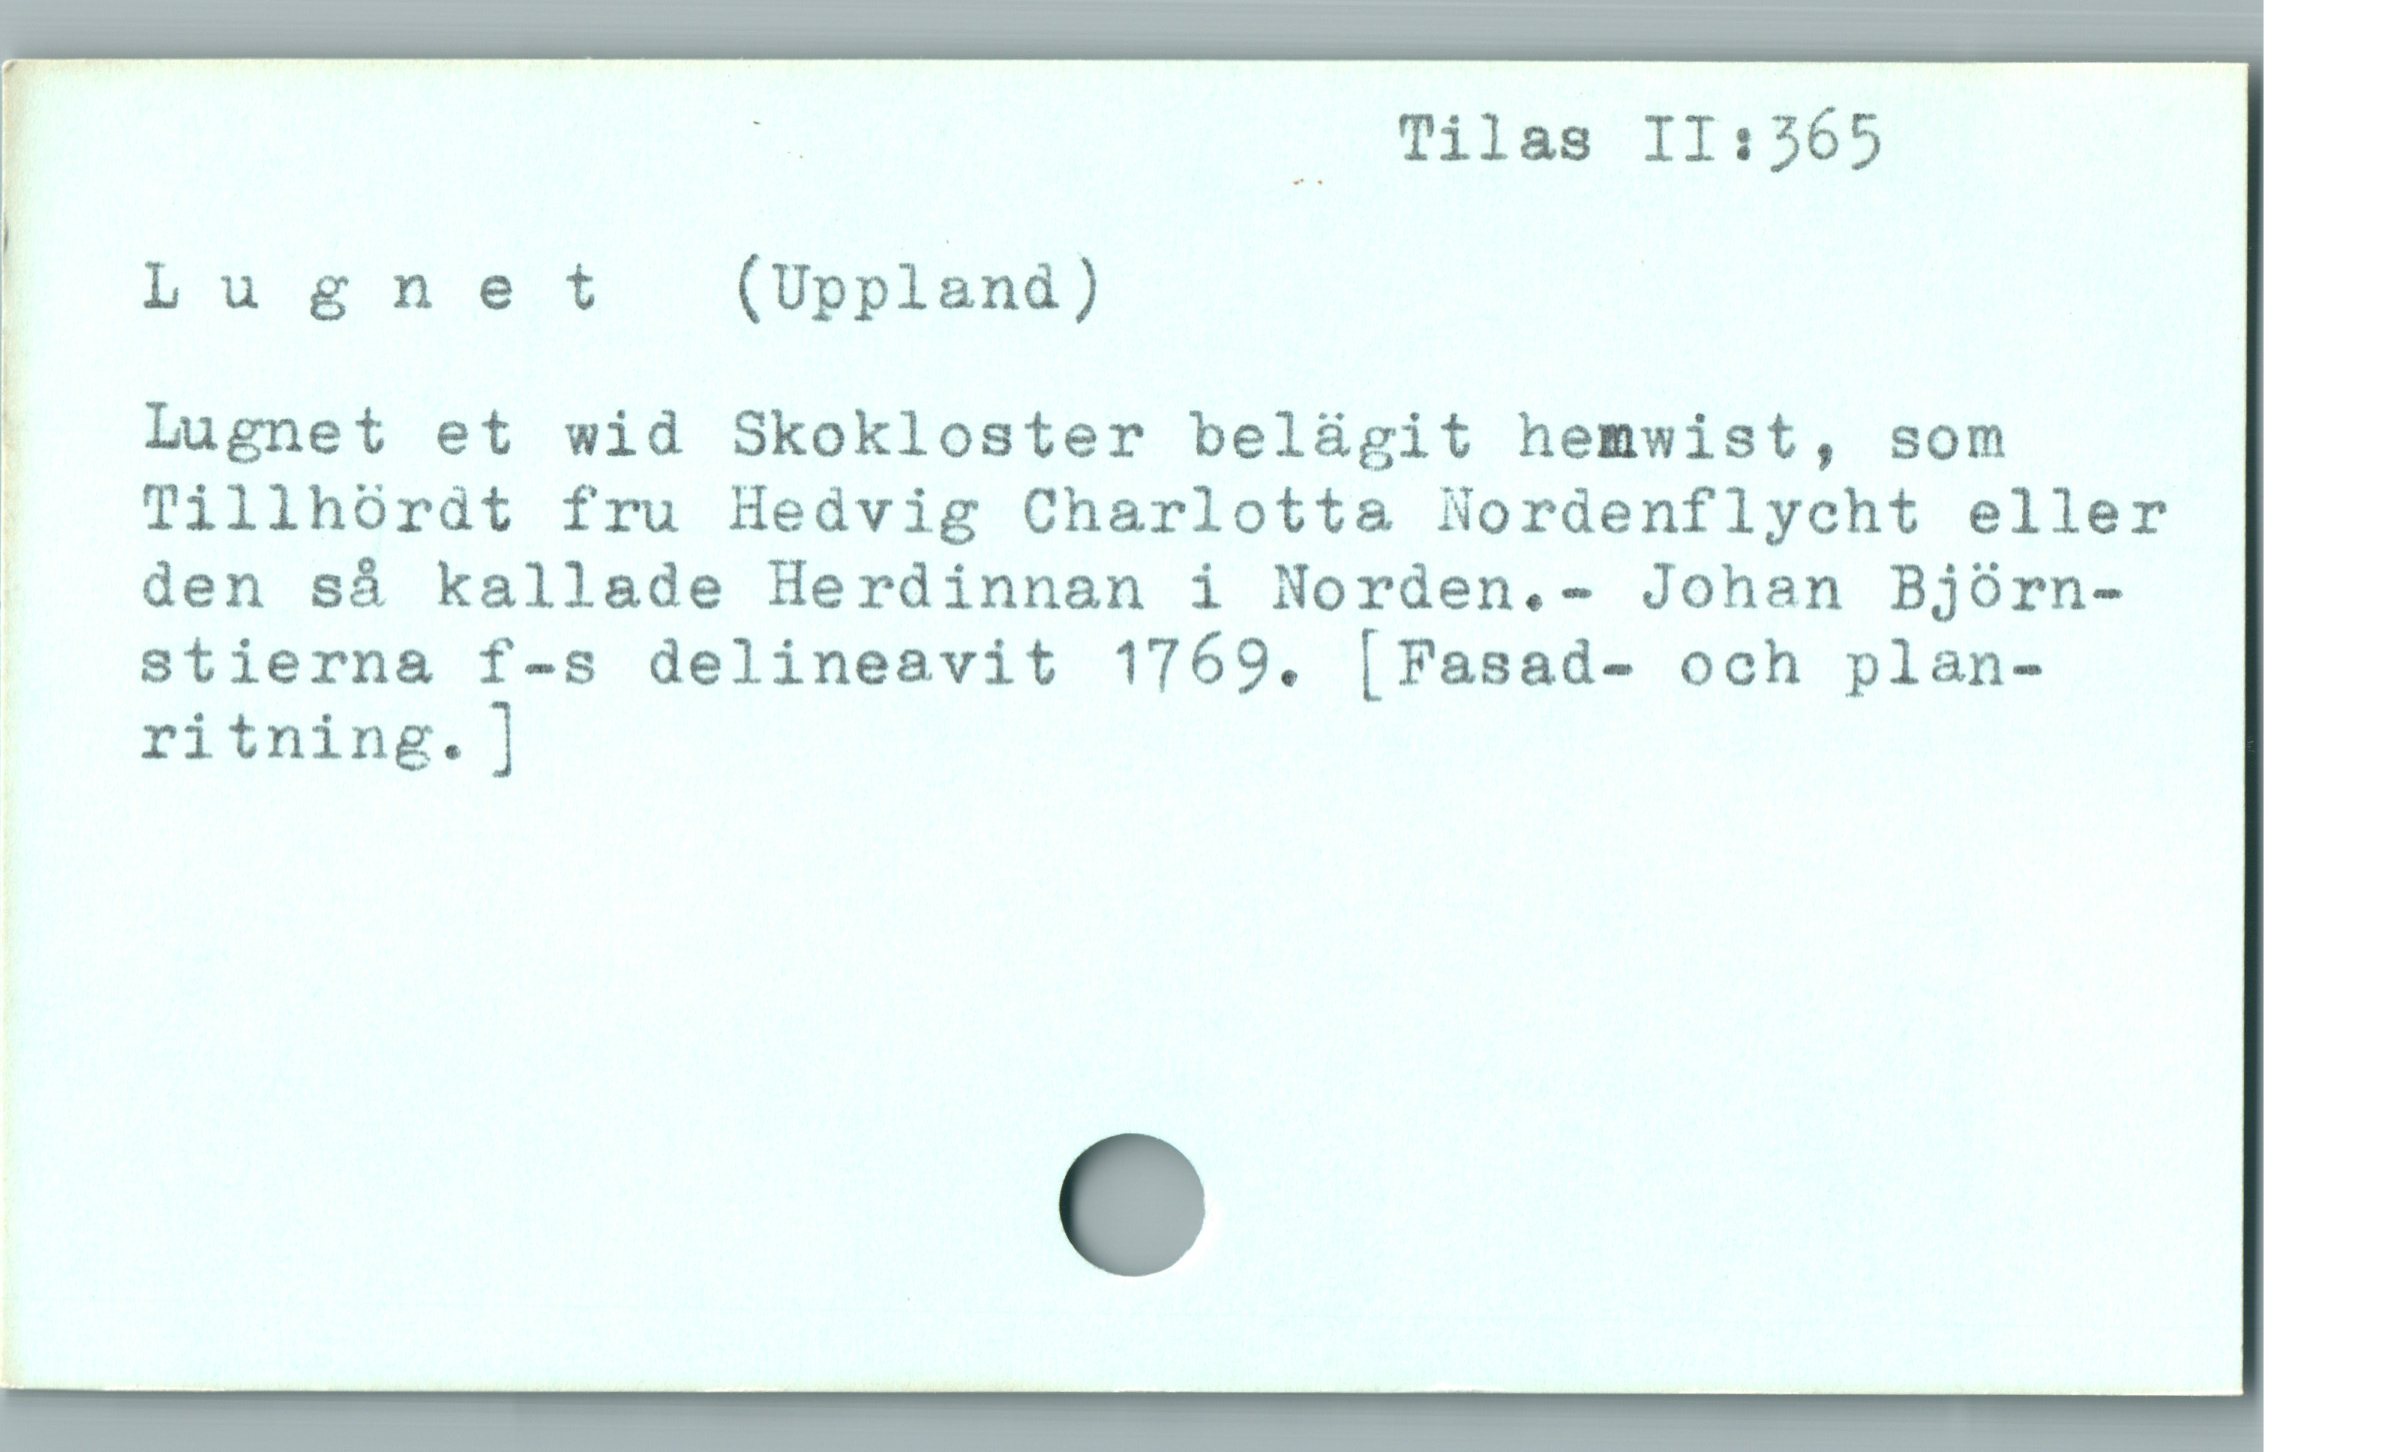 Tilas II:365
L u g n e t (Uppland)
Lugnet et wid Skokloster belägit hemwist, som
Tillhördt fru Hedvig Charlotta Nordenflycht eller
den så kallade Herdinnan i Norden.- Johan Björn-
stierna f-s delineavit 1769. [Fasad- och plan-
ritning.]